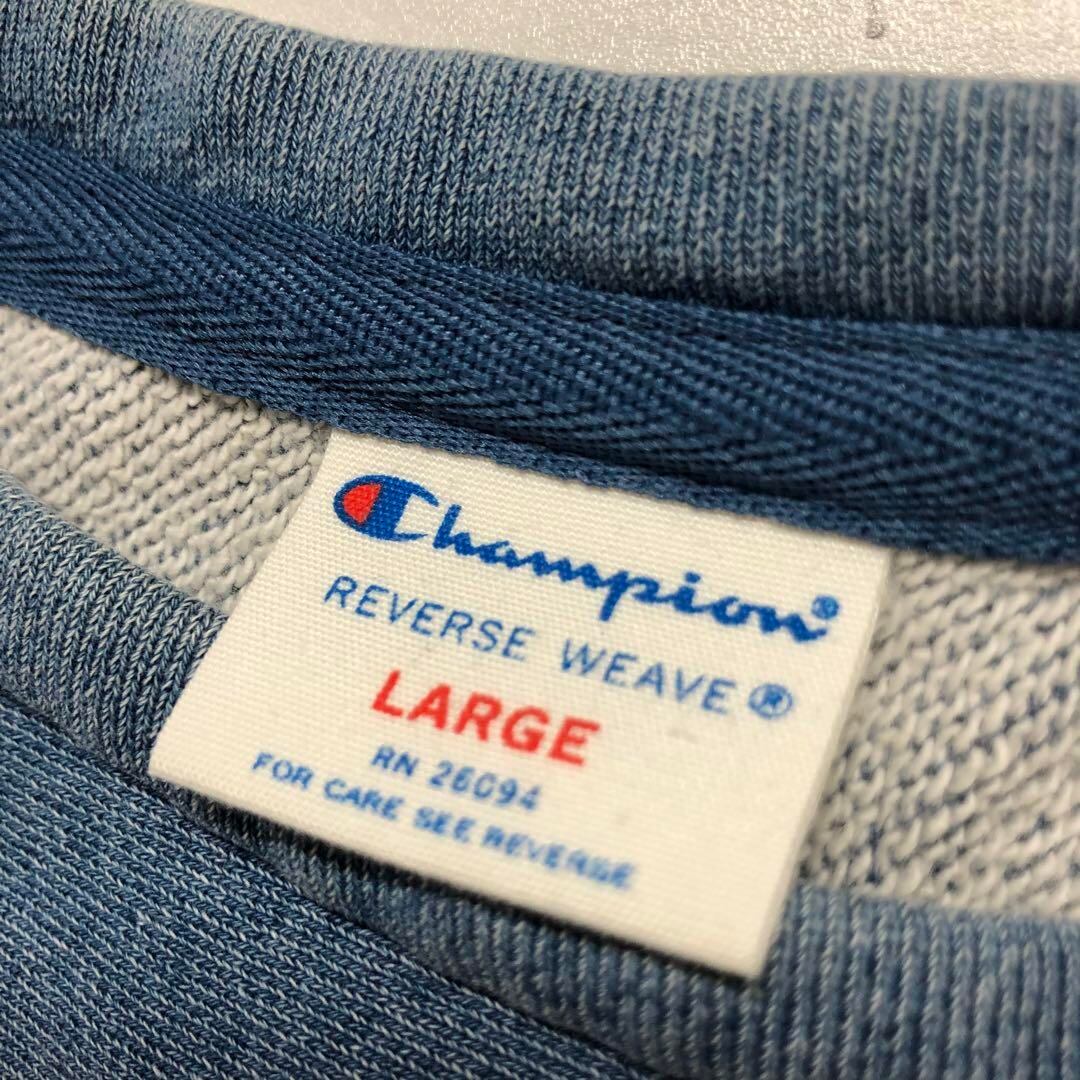 Champion®
REVERSE WEAVE®
LARGE
RN 26094
FOR CARE SEE REVERSE